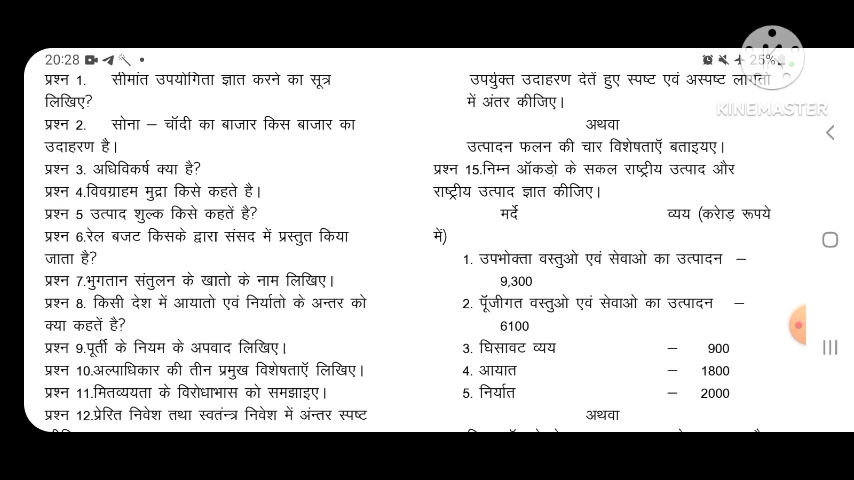 20:28
25%
KINEMASTER
प्रश्न 1. सीमांत उपयोगिता ज्ञात करने का सूत्र
लिखिए?
प्रश्न 2. सोना – चॉदी का बाजार किस बाजार का
उदाहरण है।
प्रश्न 3. अधिविकर्ष क्या है?
प्रश्न 4.विवग्राहम मुद्रा किसे कहते है।
प्रश्न 5 उत्पाद शुल्क किसे कहतें है?
प्रश्न 6.रेल बजट किसके द्वारा संसद में प्रस्तुत किया
जाता है?
प्रश्न 7.भुगतान संतुलन के खातो के नाम लिखिए।
प्रश्न 8. किसी देश में आयातो एवं निर्यातो के अन्तर को
क्या कहतें है?
प्रश्न 9.पूर्ती के नियम के अपवाद लिखिए।
प्रश्न 10.अल्पाधिकार की तीन प्रमुख विशेषताऍ लिखिए।
प्रश्न 11.मितव्ययता के विरोधाभास को समझाइए।
प्रश्न 12.प्रेरित निवेश तथा स्वतंन्त्र निवेश में अंन्तर स्पष्ट
उपर्युक्त उदाहरण देतें हुए स्पष्ट एवं अस्पष्ट लागतो
में अंतर कीजिए।
अथवा
उत्पादन फलन की चार विशेषताऍ बताइयए।
प्रश्न 15.निम्न ऑकडो़ के सकल राष्ट्रीय उत्पाद और
राष्ट्रीय उत्पाद ज्ञात कीजिए।
मर्दे व्यय (करोड़ रूपये
में)
1. उपभोक्ता वस्तुओ एवं सेवाओ का उत्पादन –
9,300
2. पूॅजीगत वस्तुओ एवं सेवाओ का उत्पादन –
6100
3. घिसावट व्यय – 900
4. आयात – 1800
5. निर्यात – 2000
अथवा